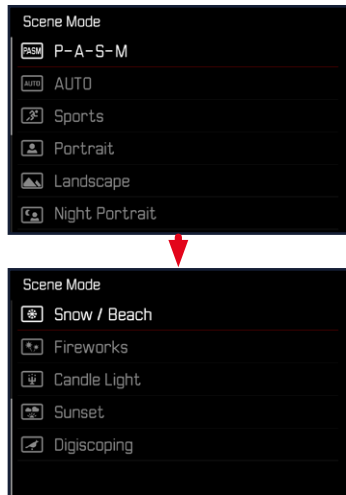 Scene Mode
PASM P-A-S-M
AUTO AUTO
Sports
Portrait
Landscape
Night Portrait
Scene Mode
Snow / Beach
Fireworks
Candle Light
Sunset
Digiscoping